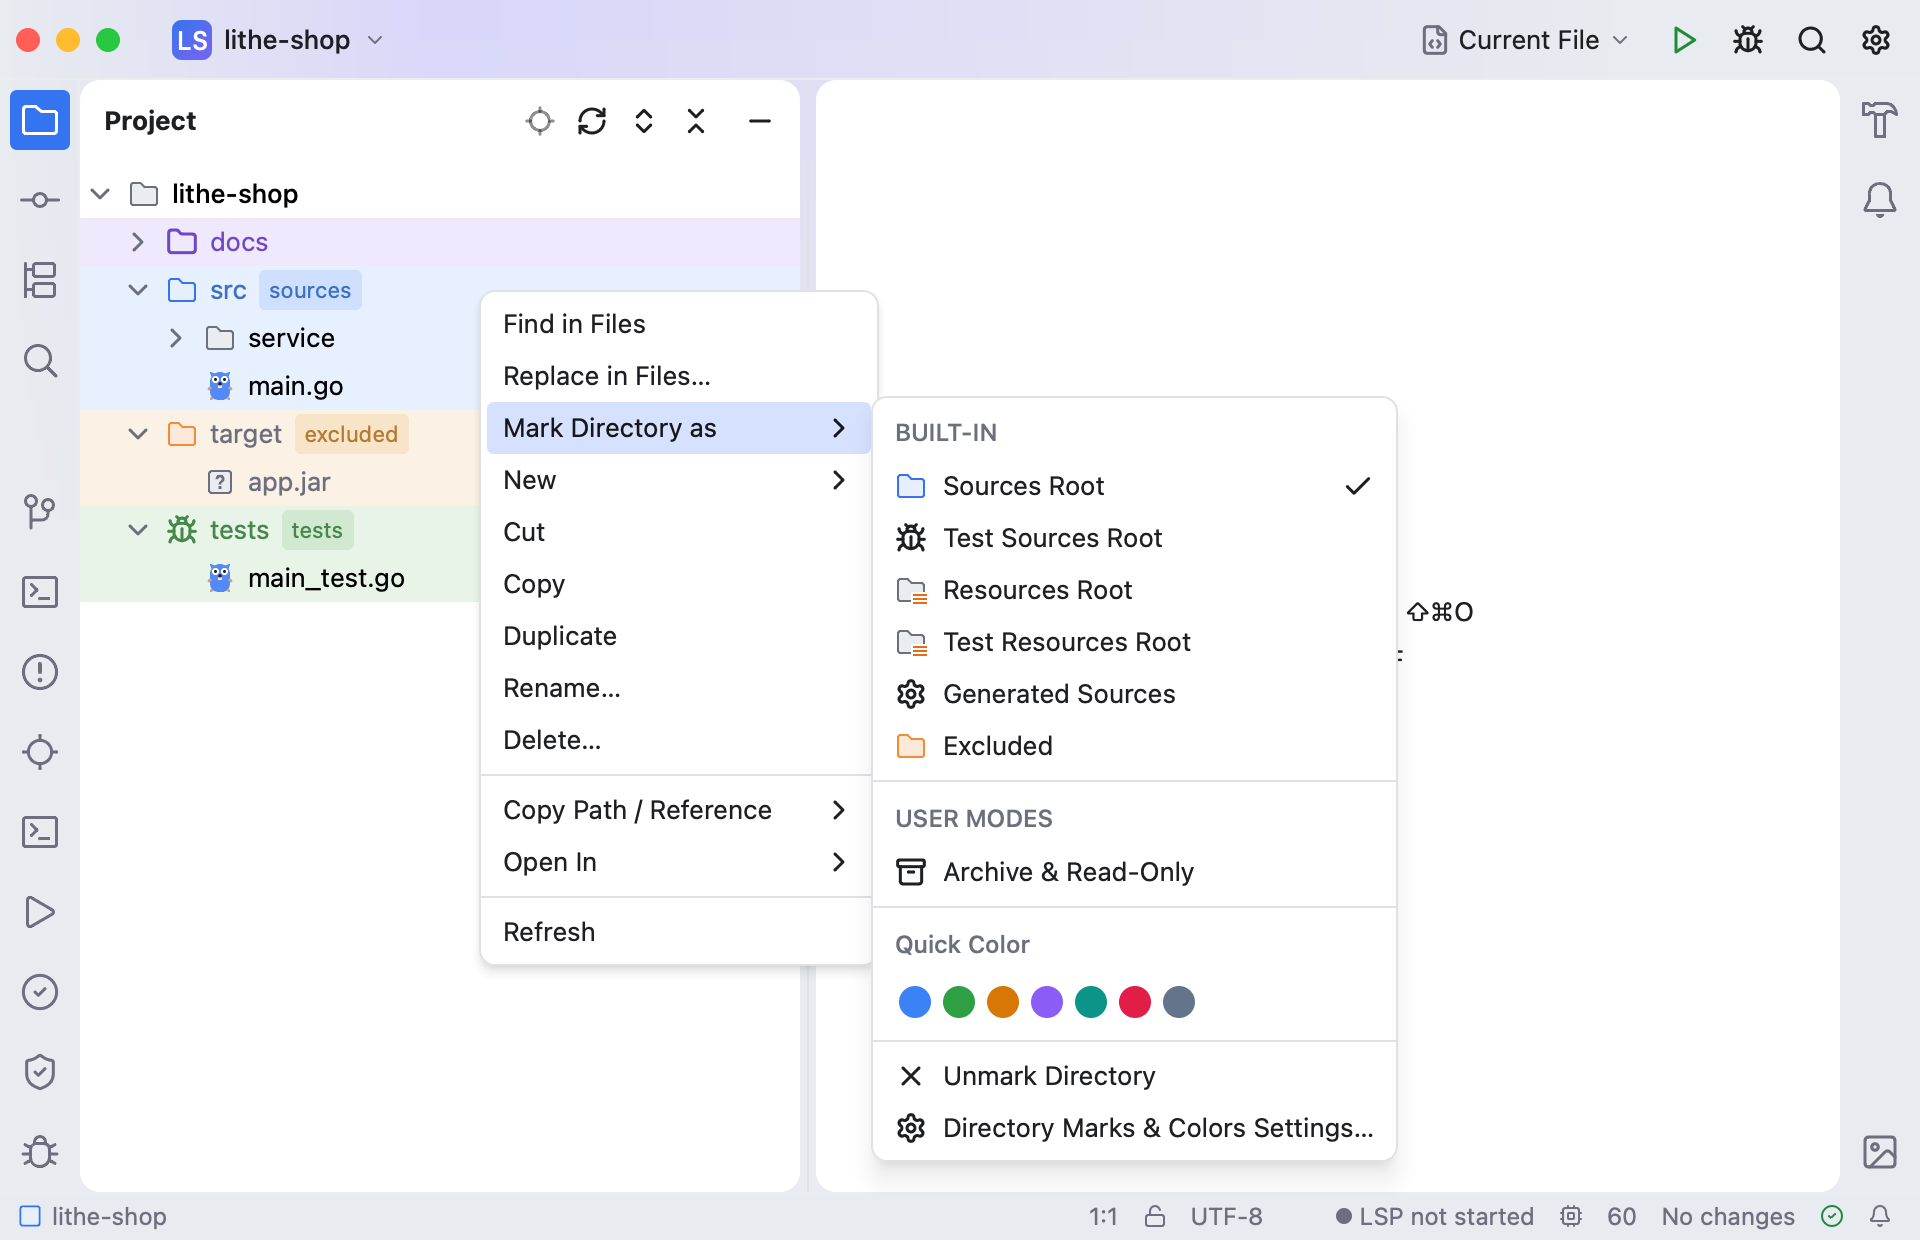 LS lithe-shop
Current File
Project
lithe-shop
docs
src sources
service
main.go
target excluded
? app.jar
tests tests
main_test.go
Find in Files
Replace in Files...
Mark Directory as
New
Cut
Copy
Duplicate
Rename...
Delete...
Copy Path / Reference
Open In
Refresh
BUILT-IN
Sources Root
Test Sources Root
Resources Root
Test Resources Root
Generated Sources
Excluded
USER MODES
Archive & Read-Only
Quick Color
Unmark Directory
Directory Marks & Colors Settings...
⇧⌘O
lithe-shop
1:1 UTF-8 LSP not started 60 No changes